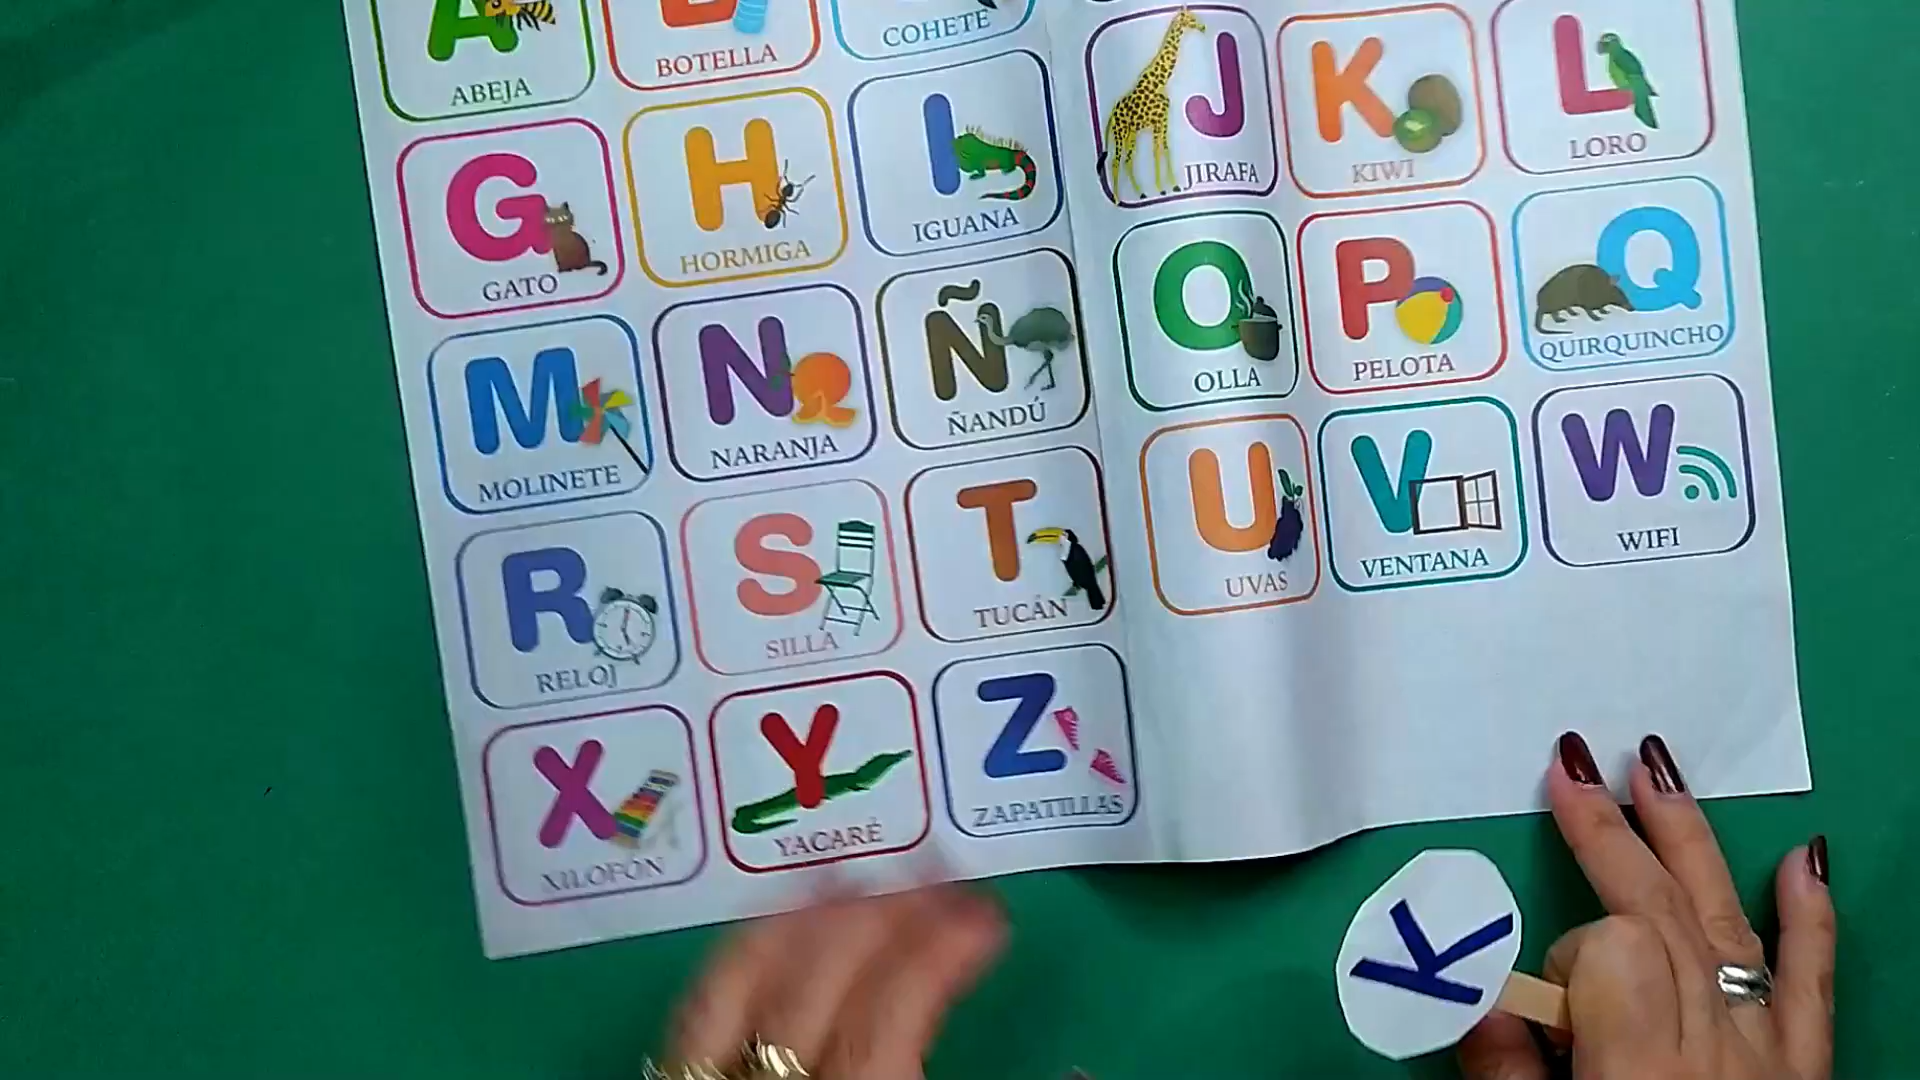 A
ABEJA
BOTELLA
COHETE
J
JIRAFA
K
KIWI
L
LORO
G
GATO
H
HORMIGA
I
IGUANA
O
OLLA
P
PELOTA
Q
QUIRQUINCHO
M
MOLINETE
N
NARANJA
Ñ
ÑANDÚ
U
UVAS
V
VENTANA
W
WIFI
R
RELOJ
S
SILLA
T
TUCÁN
X
XILOFÓN
Y
YACARÉ
Z
ZAPATILLAS
K